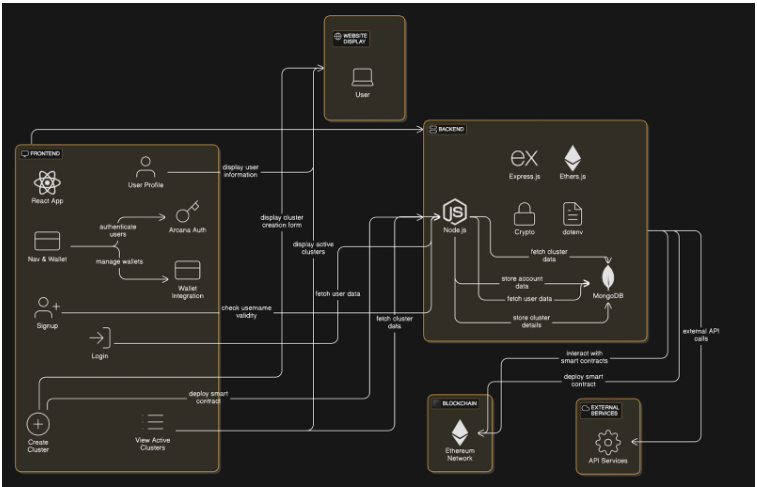 WEBSITE
DISPLAY
User
BACKEND
FRONTEND
Express.js
Ethers.js
React App
User Profile
display user
information
authenticate
users
Arcana Auth
display cluster
creation form
Node.js
Crypto
dotenv
Nav & Wallet
manage wallets
display active
clusters
fetch cluster
data
Wallet
Integration
store account
data
fetch user data
fetch user data
MongoDB
Signup
check username
validity
fetch cluster
data
store cluster
details
external API
calls
Login
interact with
smart contracts
deploy smart
contract
deploy smart
contract
BLOCKCHAIN
EXTERNAL
SERVICES
Create
Cluster
View Active
Clusters
Ethereum
Network
API Services